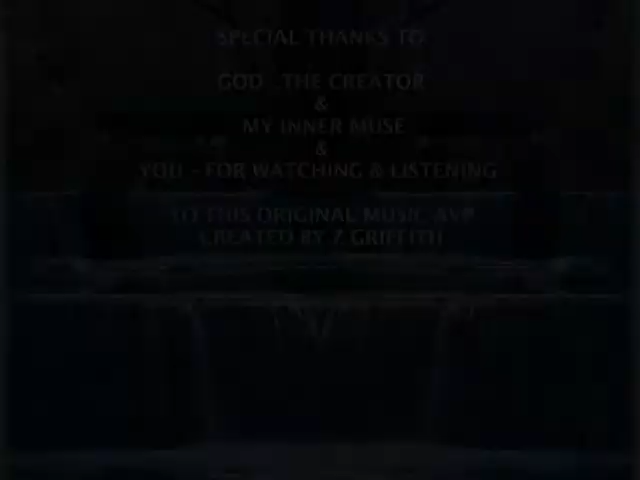 SPECIAL THANKS TO
GOD - THE CREATOR
&
MY INNER MUSE
&
YOU - FOR WATCHING & LISTENING
TO THIS ORIGINAL MUSIC AVP
CREATED BY Z GRIFFITH